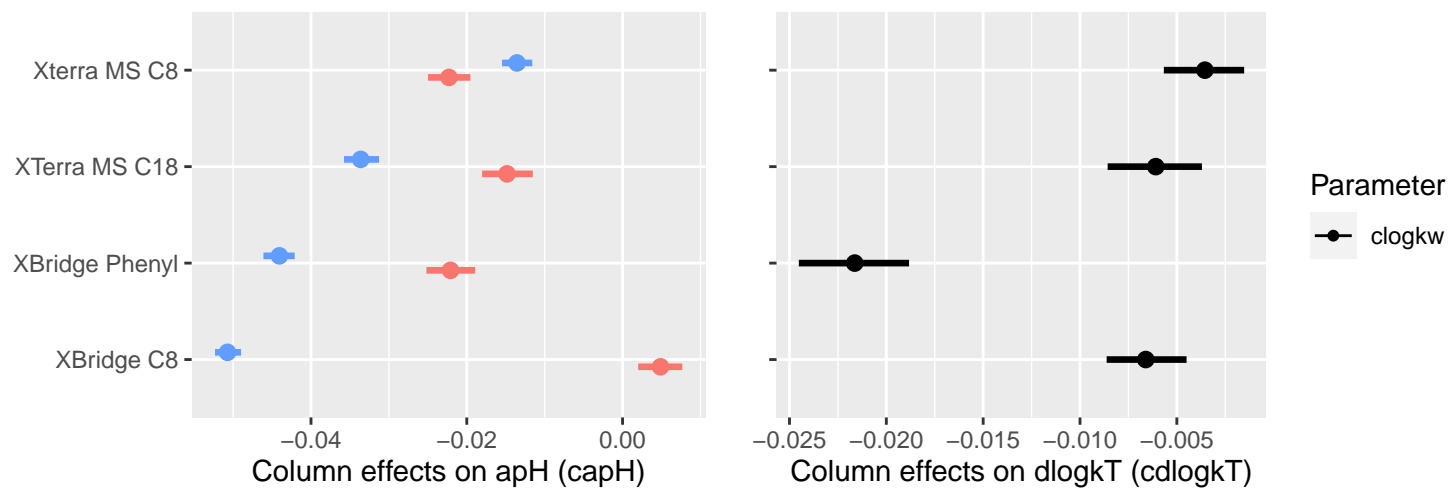 Xterra MS C8
XTerra MS C18
XBridge Phenyl
XBridge C8
−0.04 −0.02 0.00
Column effects on apH (capH)
−0.025 −0.020 −0.015 −0.010 −0.005
Column effects on dlogkT (cdlogkT)
Parameter
clogkw